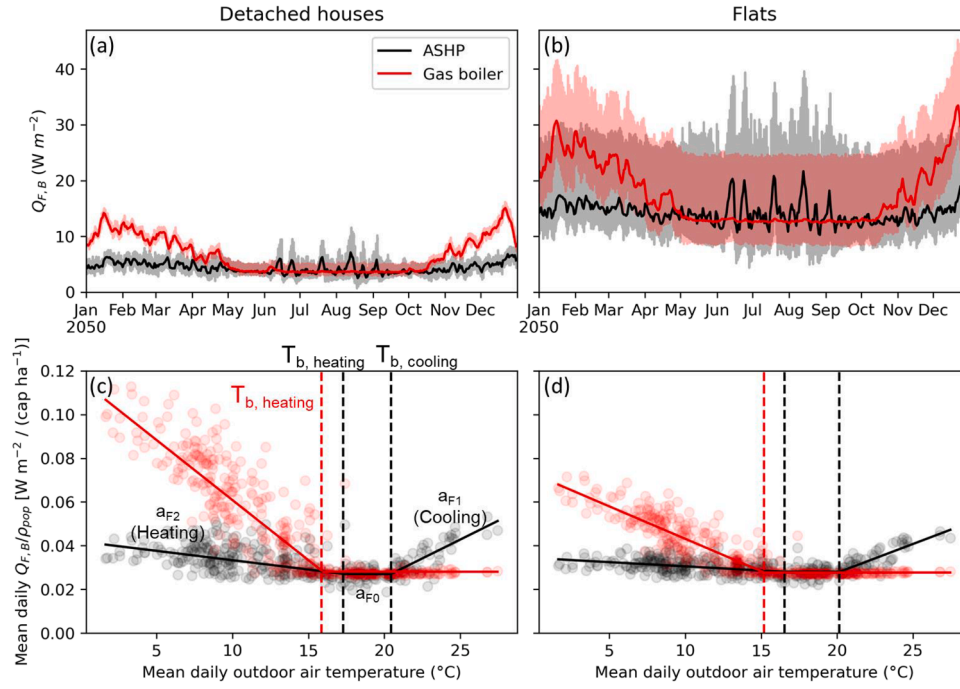 Detached houses
Flats
(a)
ASHP
Gas boiler
(b)
Q_{F,B} (W m^{-2})
40
30
20
10
0
Jan Feb Mar Apr May Jun Jul Aug Sep Oct Nov Dec
2050
Jan Feb Mar Apr May Jun Jul Aug Sep Oct Nov Dec
2050
T_{b, heating} T_{b, cooling}
(c)
(d)
T_{b, heating}
a_{F2}
(Heating)
a_{F1}
(Cooling)
a_{F0}
Mean daily Q_{F,B}/ρ_{pop} [W m^{-2} / (cap ha^{-1})]
0.12
0.10
0.08
0.06
0.04
0.02
0.00
5 10 15 20 25
5 10 15 20 25
Mean daily outdoor air temperature (°C)
Mean daily outdoor air temperature (°C)